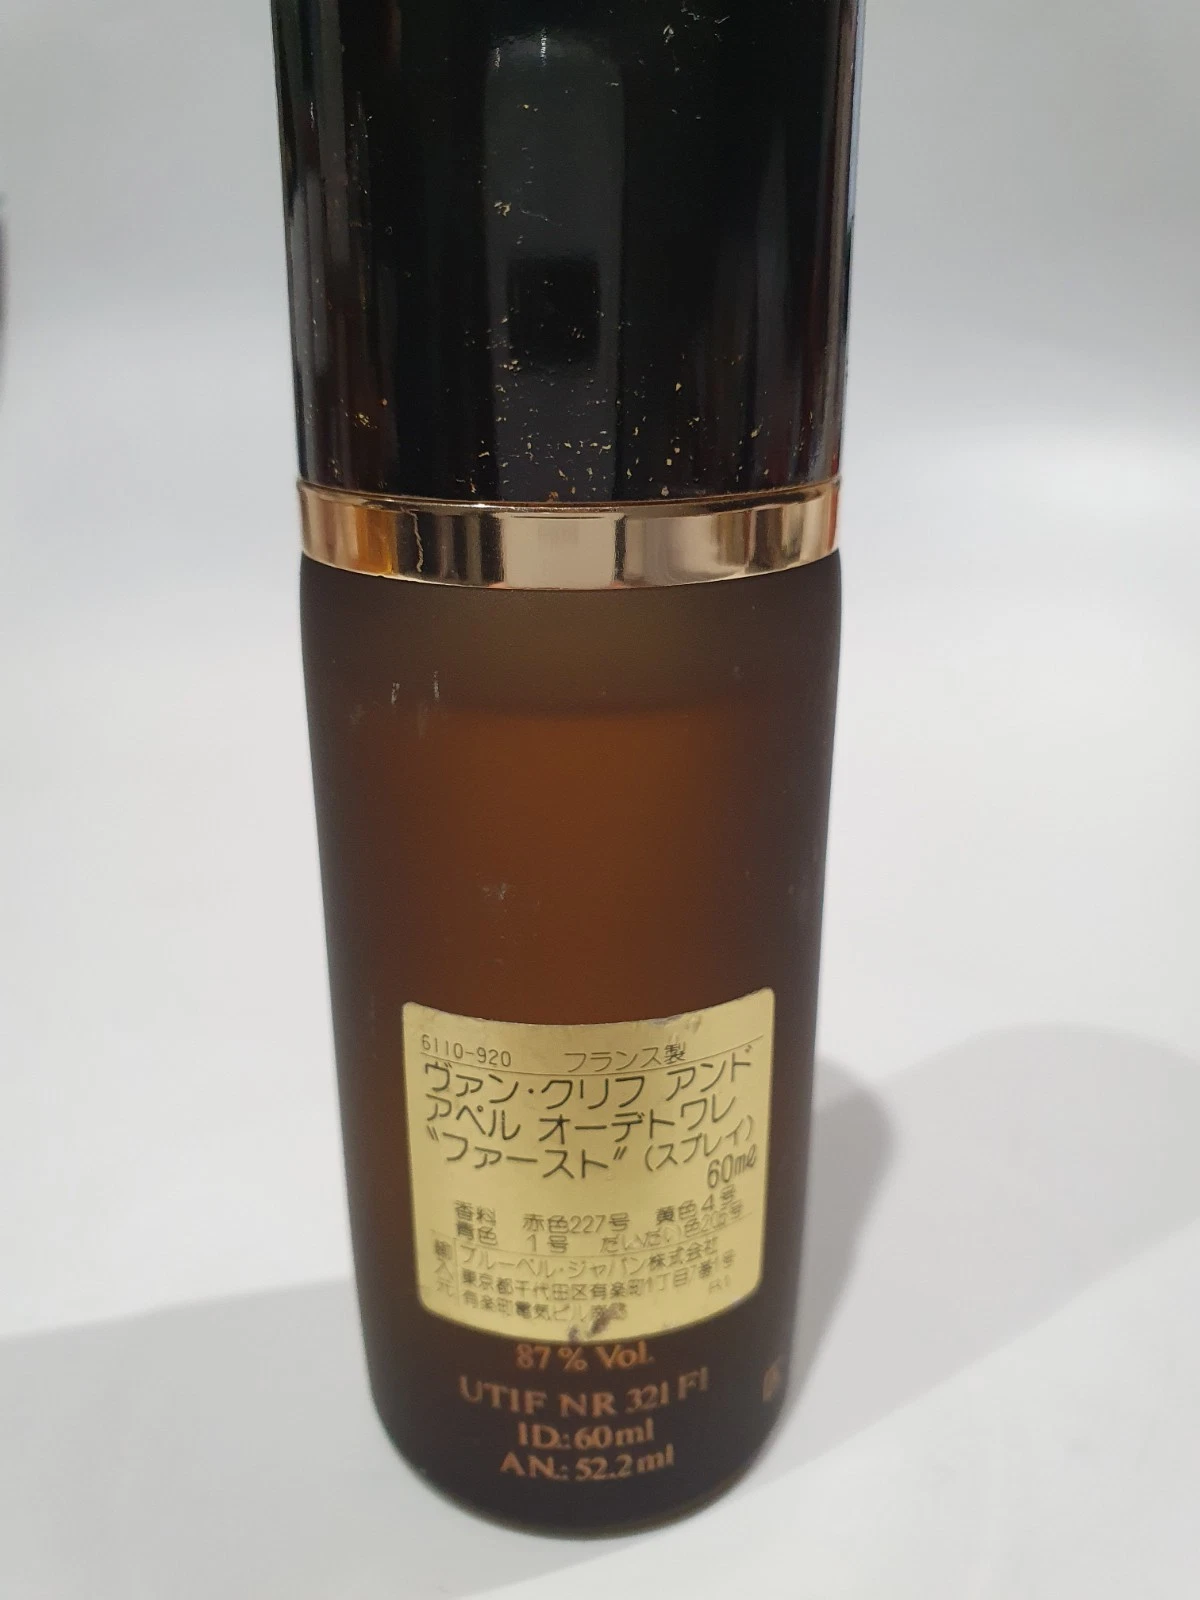 6110-920 フランス製
ヴァン・クリフ アンド
アペル オーデトワレ
"ファースト"(スプレイ)
60ml
香料 赤色227号 黄色4号
青色 1号 だいだい色205号
輸入元 ブルーベル・ジャパン株式会社
東京都千代田区有楽町1丁目7番1号
有楽町電気ビル南館
87% Vol.
UTIF NR 321 F1
ID.: 60ml
AN.: 52.2ml